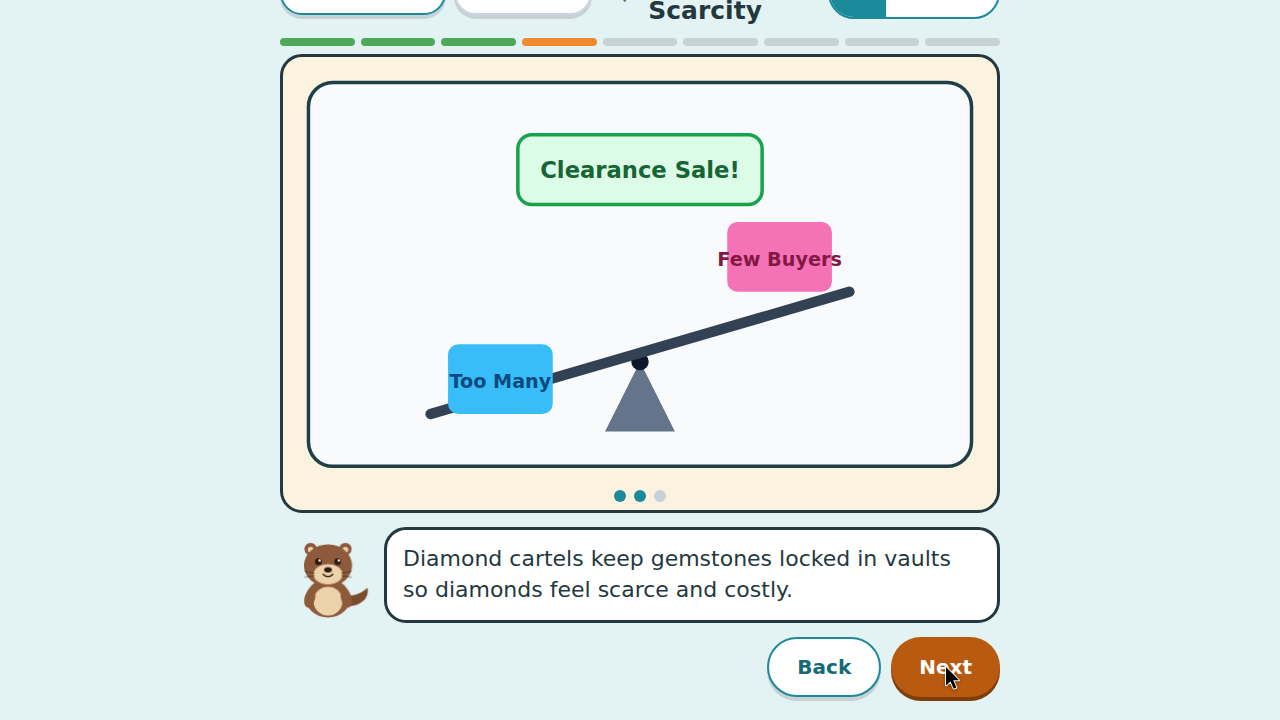 Scarcity
Clearance Sale!
Few Buyers
Too Many
Diamond cartels keep gemstones locked in vaults
so diamonds feel scarce and costly.
Back
Next